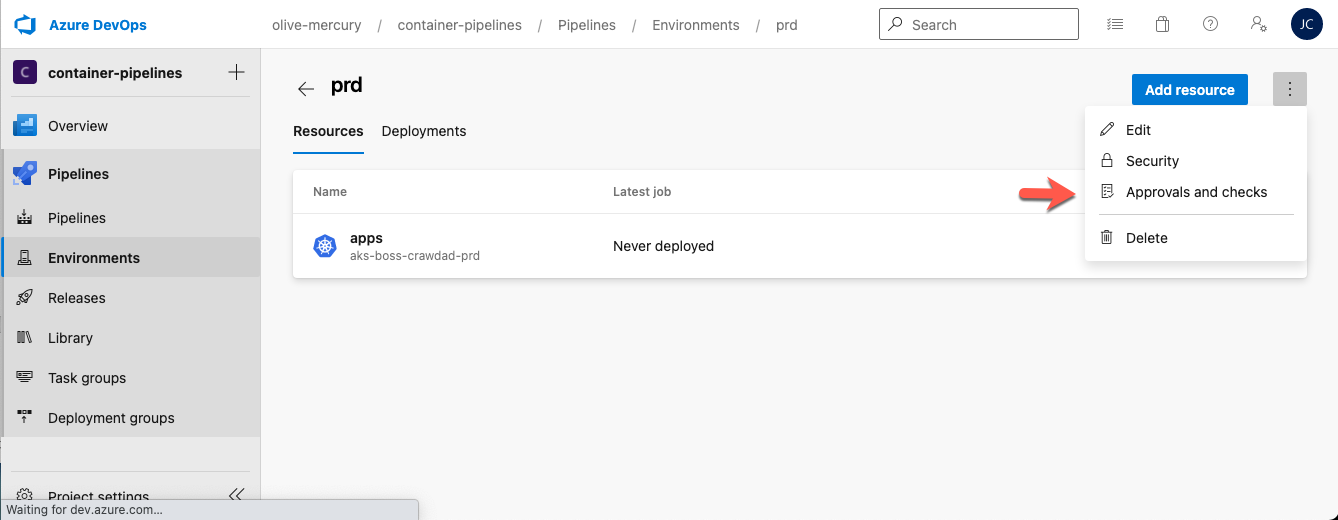 Azure DevOps
olive-mercury / container-pipelines / Pipelines / Environments / prd
Search
JC
C container-pipelines
Overview
Pipelines
Pipelines
Environments
Releases
Library
Task groups
Deployment groups
Project settings
Waiting for dev.azure.com...
prd
Add resource
Resources Deployments
Name Latest job
apps
aks-boss-crawdad-prd
Never deployed
Edit
Security
Approvals and checks
Delete